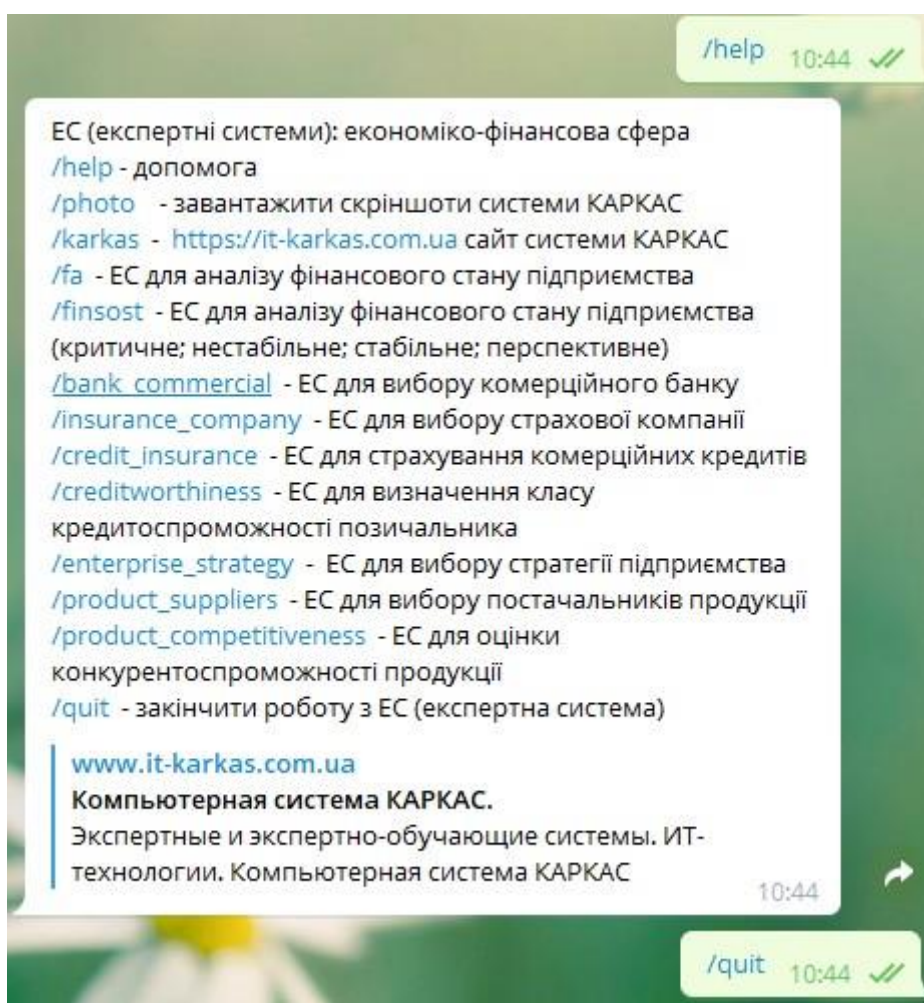 /help 10:44
ЕС (експертні системи): економіко-фінансова сфера
/help - допомога
/photo - завантажити скріншоти системи КАРКАС
/karkas - https://it-karkas.com.ua сайт системи КАРКАС
/fa - ЕС для аналізу фінансового стану підприємства
/finsost - ЕС для аналізу фінансового стану підприємства
(критичне; нестабільне; стабільне; перспективне)
/bank_commercial - ЕС для вибору комерційного банку
/insurance_company - ЕС для вибору страхової компанії
/credit_insurance - ЕС для страхування комерційних кредитів
/creditworthiness - ЕС для визначення класу
кредитоспроможності позичальника
/enterprise_strategy - ЕС для вибору стратегії підприємства
/product_suppliers - ЕС для вибору постачальників продукції
/product_competitiveness - ЕС для оцінки
конкурентоспроможності продукції
/quit - закінчити роботу з ЕС (експертна система)
www.it-karkas.com.ua
Компьютерная система КАРКАС.
Экспертные и экспертно-обучающие системы. ИТ-
технологии. Компьютерная система КАРКАС
10:44
/quit 10:44